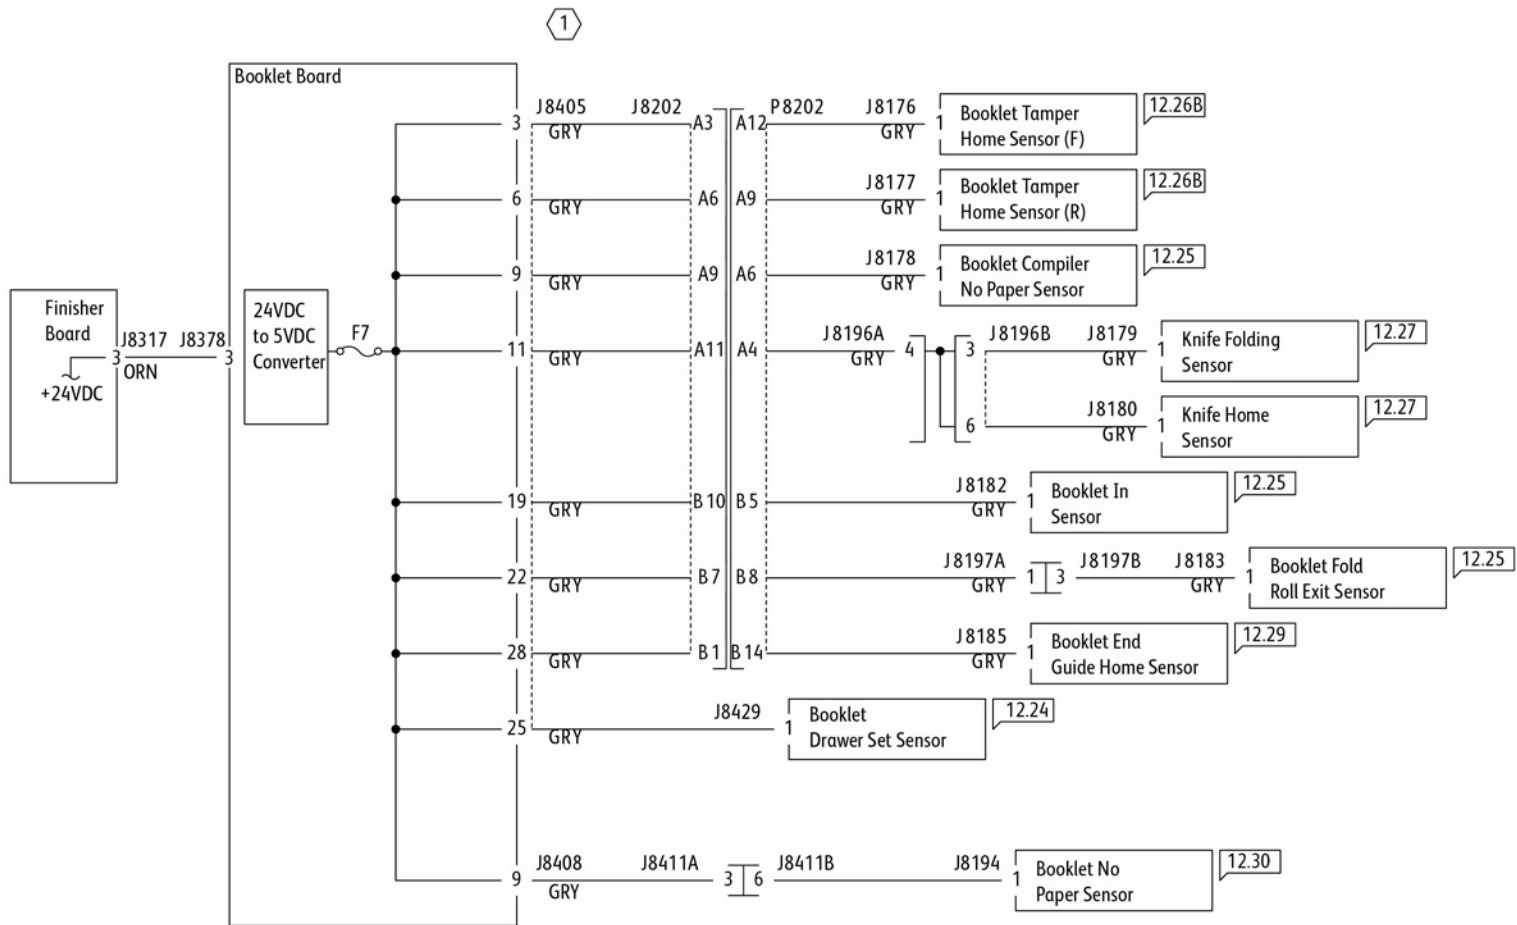 1
Booklet Board
J8405 J8202 P8202 J8176
3 GRY A3 A12 GRY 1
Booklet Tamper
Home Sensor (F)
12.26B
J8177
6 GRY A6 A9 GRY 1
Booklet Tamper
Home Sensor (R)
12.26B
J8178
9 GRY A9 A6 GRY 1
Booklet Compiler
No Paper Sensor
12.25
Finisher
Board
+24VDC
J8317 J8378
3 ORN 3
24VDC
to 5VDC
Converter
F7
J8196A J8196B J8179
11 GRY A11 A4 GRY 4 3 GRY 1
Knife Folding
Sensor
12.27
J8180
6 GRY 1
Knife Home
Sensor
12.27
J8182
19 GRY B10 B5 GRY 1
Booklet In
Sensor
12.25
J8197A J8197B J8183
22 GRY B7 B8 GRY 1 3 GRY 1
Booklet Fold
Roll Exit Sensor
12.25
J8185
28 GRY B1 B14 GRY 1
Booklet End
Guide Home Sensor
12.29
J8429
25 GRY 1
Booklet
Drawer Set Sensor
12.24
J8408 J8411A J8411B J8194
9 GRY 3 6 1
Booklet No
Paper Sensor
12.30